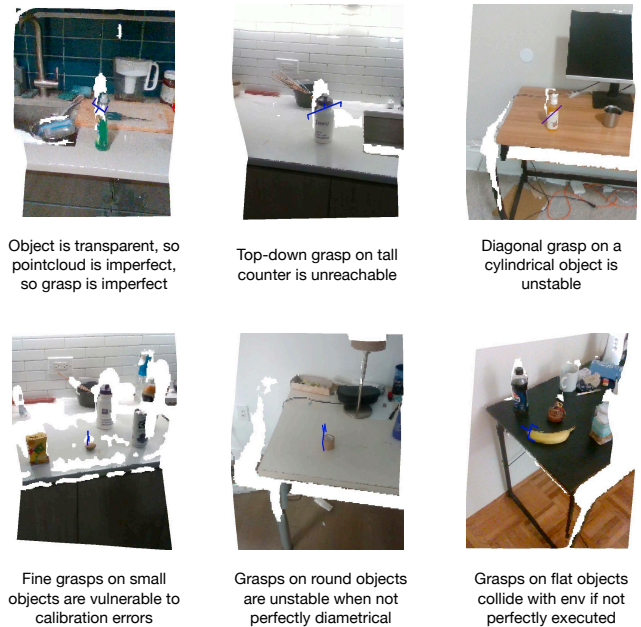 Object is transparent, so
pointcloud is imperfect,
so grasp is imperfect
Top-down grasp on tall
counter is unreachable
Diagonal grasp on a
cylindrical object is
unstable
Fine grasps on small
objects are vulnerable to
calibration errors
Grasps on round objects
are unstable when not
perfectly diametrical
Grasps on flat objects
collide with env if not
perfectly executed